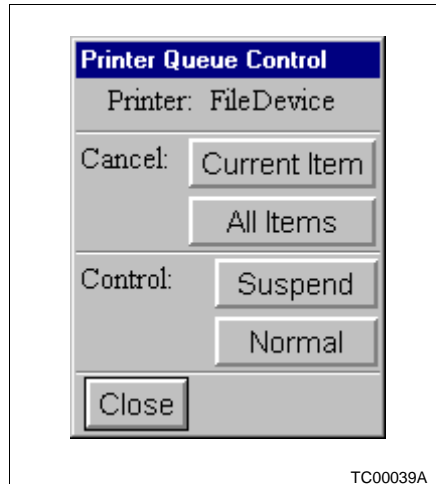 Printer Queue Control
Printer: FileDevice
Cancel: Current Item
All Items
Control: Suspend
Normal
Close
TC00039A